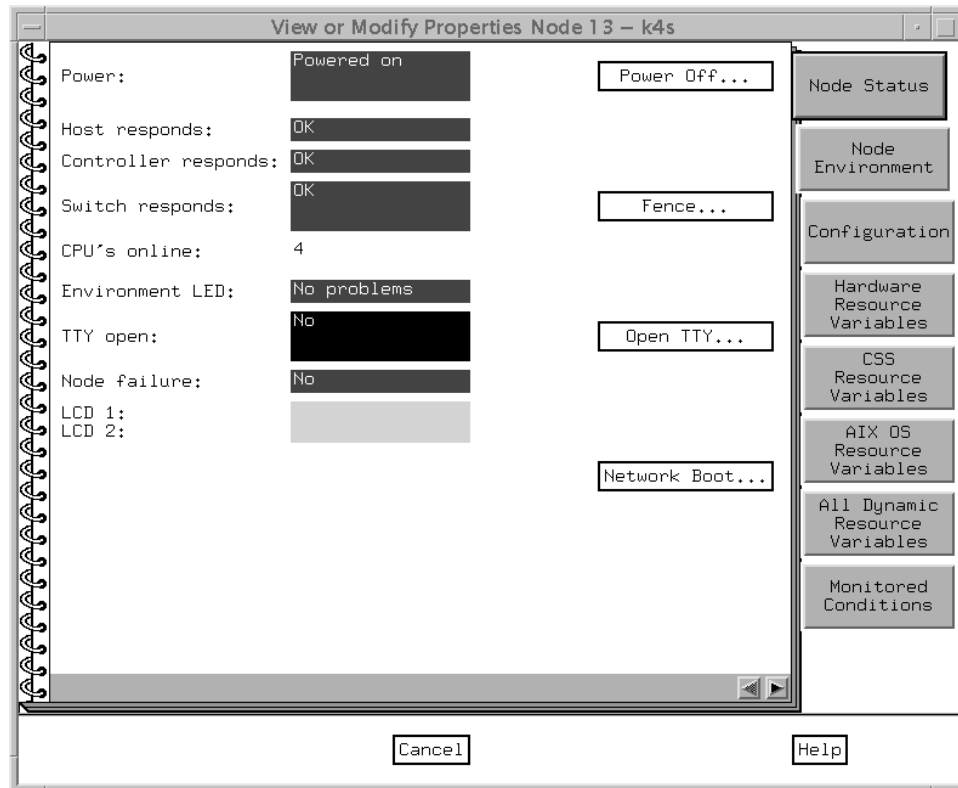 View or Modify Properties Node 13 – k4s
Power:
Powered on
Power Off...
Host responds:
OK
Controller responds:
OK
Switch responds:
OK
Fence...
CPU's online:
4
Environment LED:
No problems
TTY open:
No
Open TTY...
Node failure:
No
LCD 1:
LCD 2:
Network Boot...
Node Status
Node
Environment
Configuration
Hardware
Resource
Variables
CSS
Resource
Variables
AIX OS
Resource
Variables
All Dynamic
Resource
Variables
Monitored
Conditions
Cancel
Help